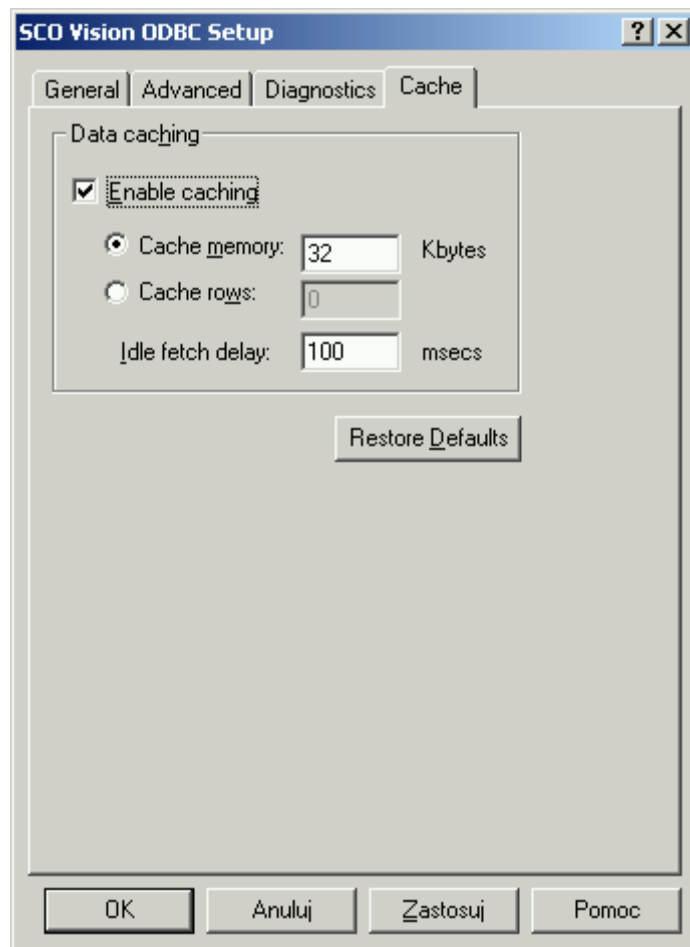 SCO Vision ODBC Setup
General Advanced Diagnostics Cache
Data caching
Enable caching
Cache memory: 32 Kbytes
Cache rows: 0
Idle fetch delay: 100 msecs
Restore Defaults
OK Anuluj Zastosuj Pomoc